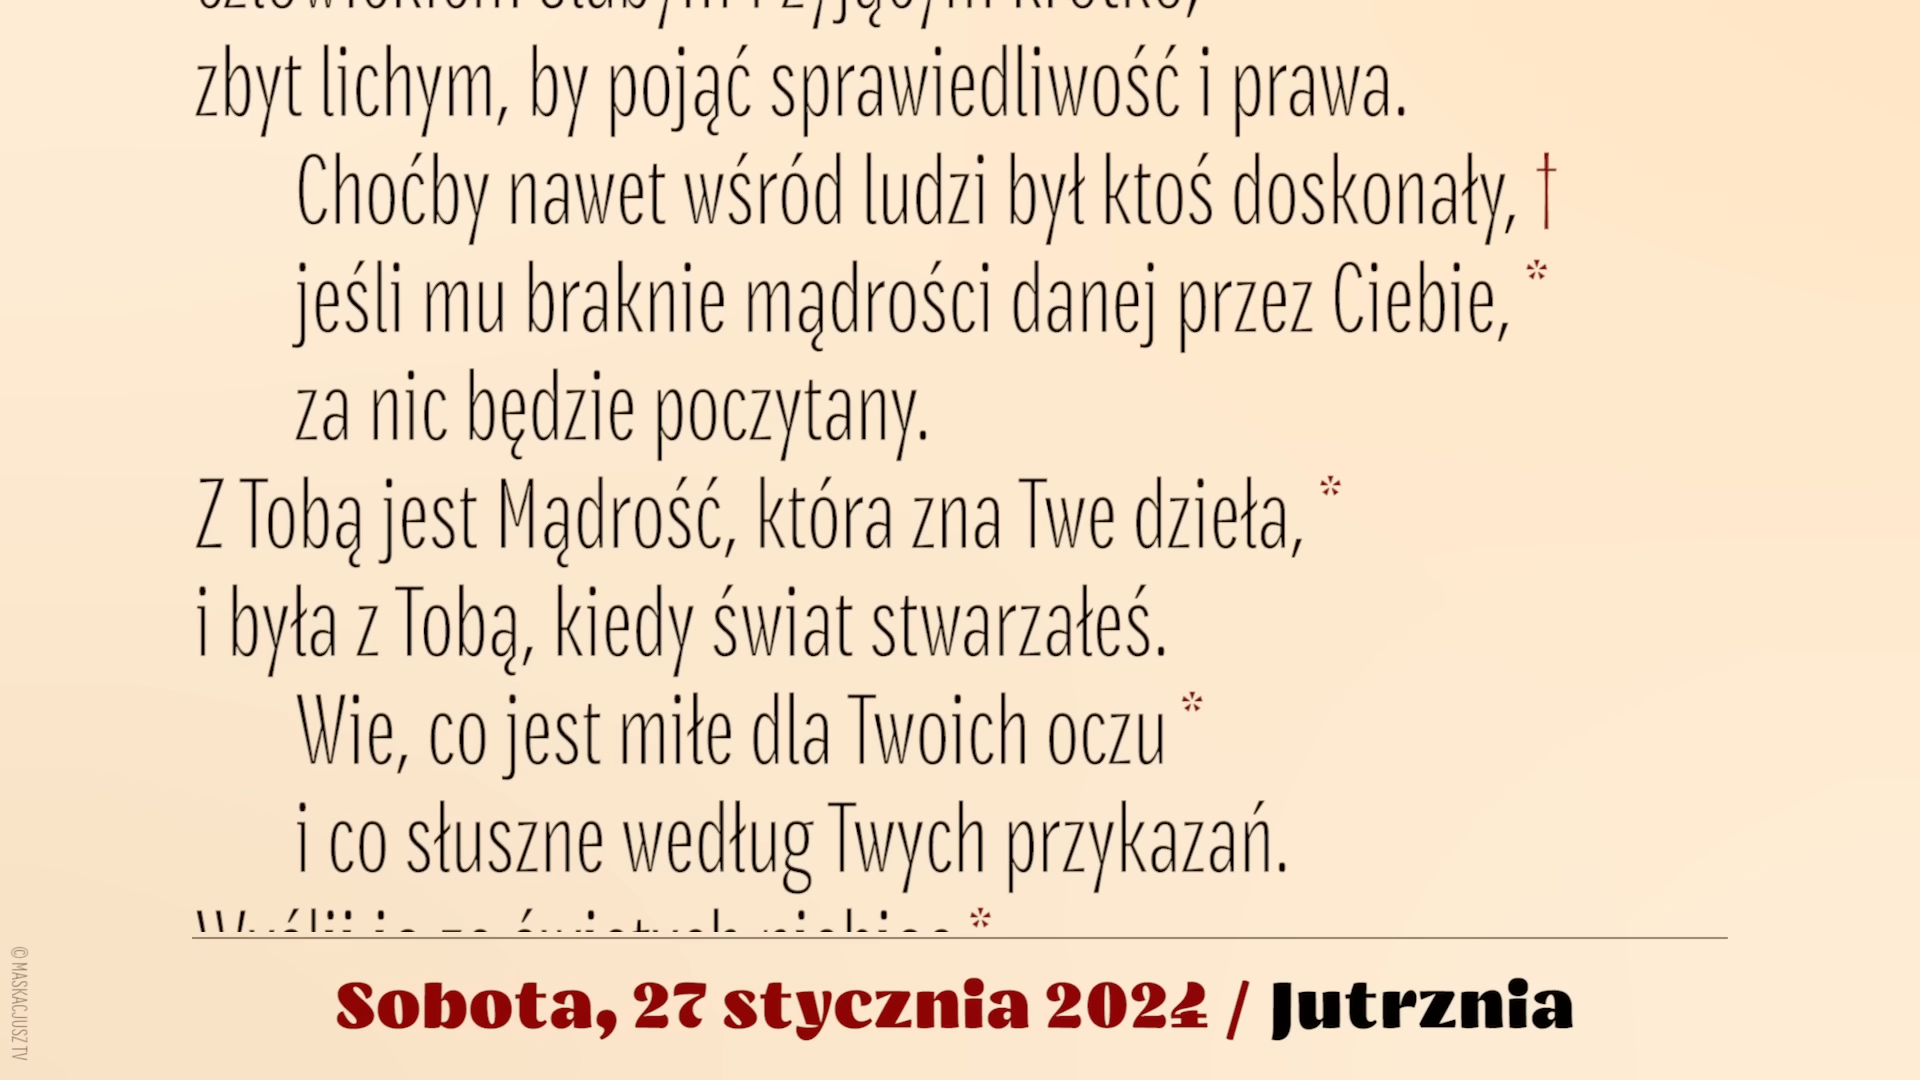 zbyt lichym, by pojąć sprawiedliwość i prawa.
Choćby nawet wśród ludzi był ktoś doskonały, †
jeśli mu braknie mądrości danej przez Ciebie, *
za nic będzie poczytany.
Z Tobą jest Mądrość, która zna Twe dzieła, *
i była z Tobą, kiedy świat stwarzałeś.
Wie, co jest miłe dla Twoich oczu *
i co słuszne według Twych przykazań.
Sobota, 27 stycznia 2024 / Jutrznia
© MASKACJUSZ TV